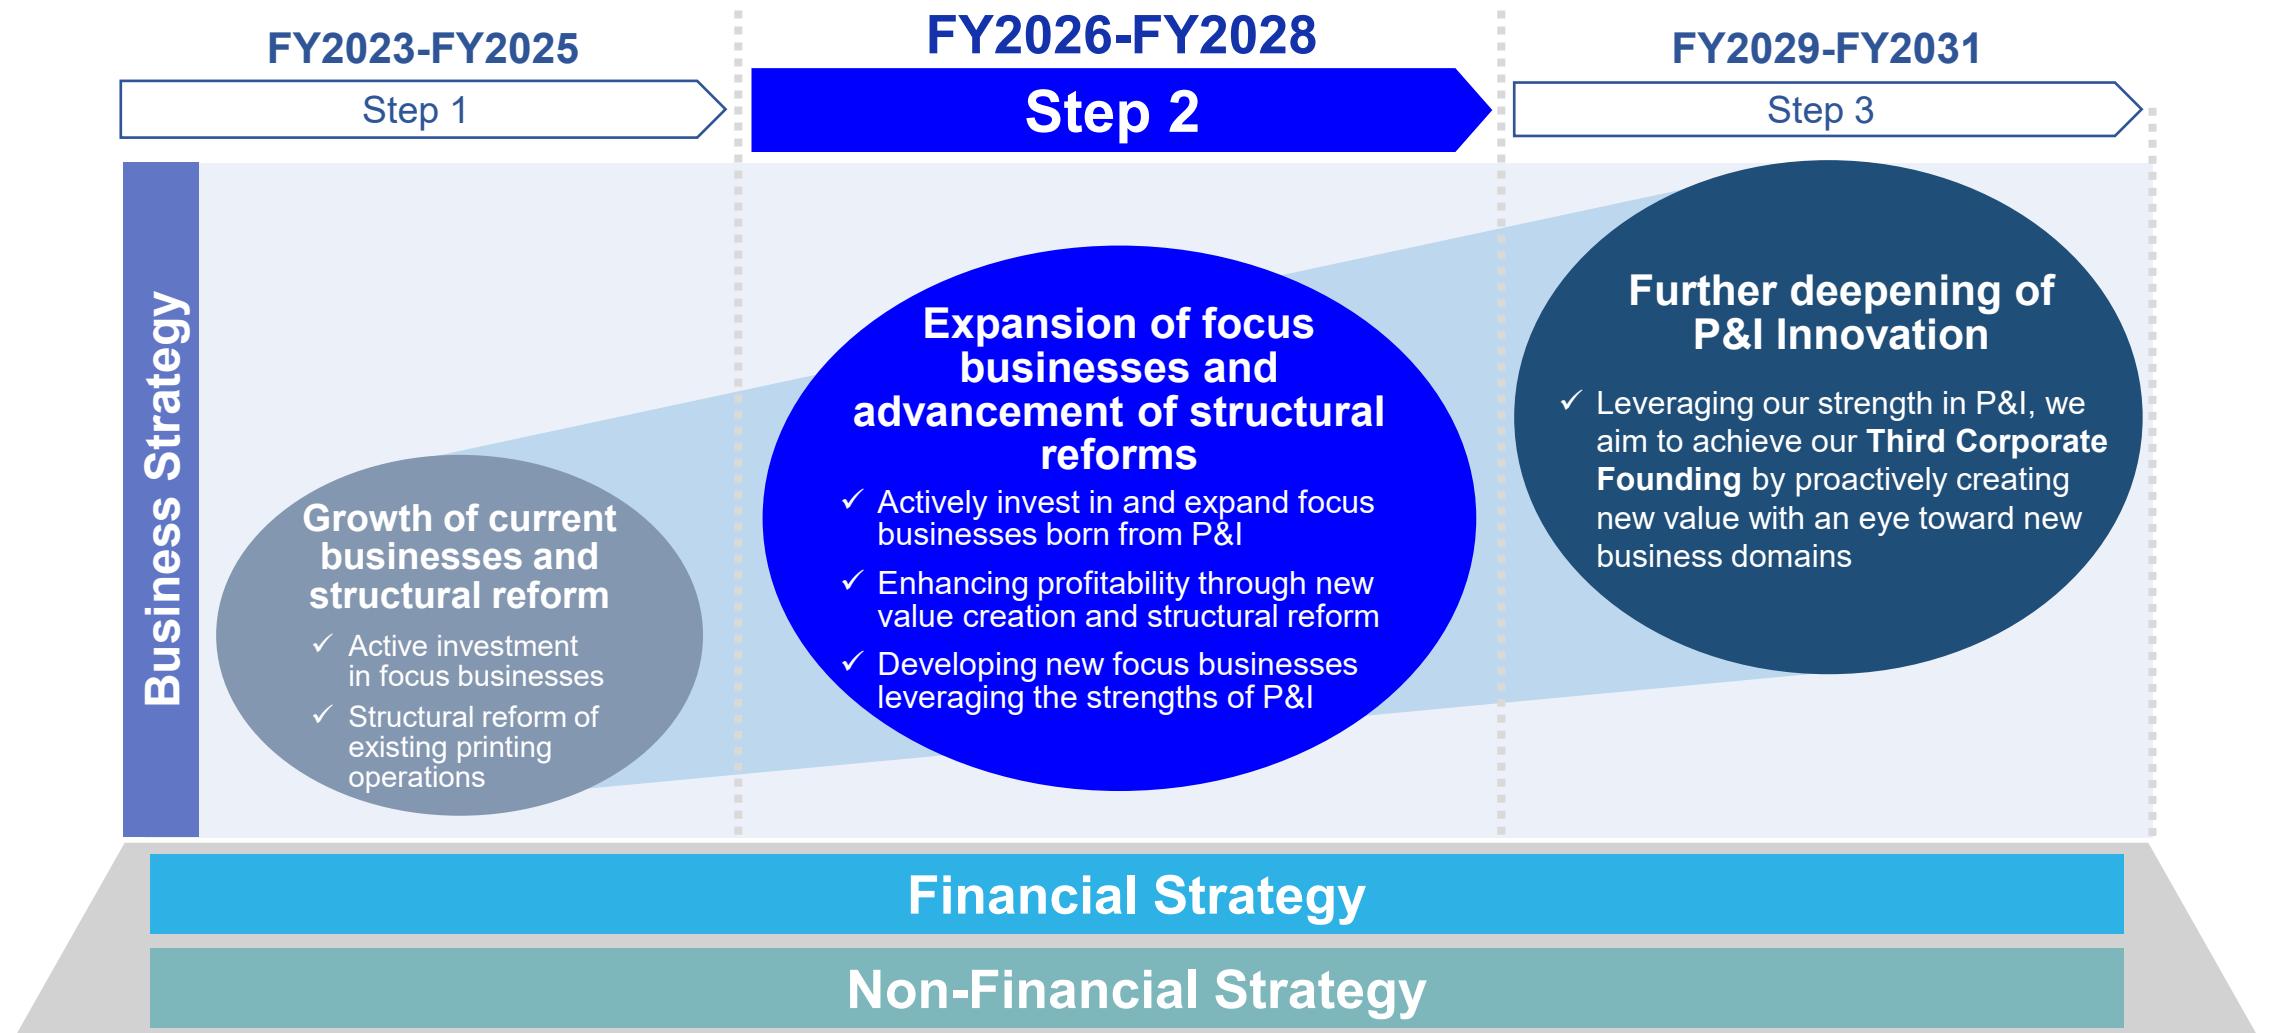 FY2023-FY2025
FY2026-FY2028
FY2029-FY2031
Step 1
Step 2
Step 3
Business Strategy
Growth of current
businesses and
structural reform
✓ Active investment
in focus businesses
✓ Structural reform of
existing printing
operations
Expansion of focus
businesses and
advancement of structural
reforms
✓ Actively invest in and expand focus
businesses born from P&I
✓ Enhancing profitability through new
value creation and structural reform
✓ Developing new focus businesses
leveraging the strengths of P&I
Further deepening of
P&I Innovation
✓ Leveraging our strength in P&I, we
aim to achieve our Third Corporate
Founding by proactively creating
new value with an eye toward new
business domains
Financial Strategy
Non-Financial Strategy